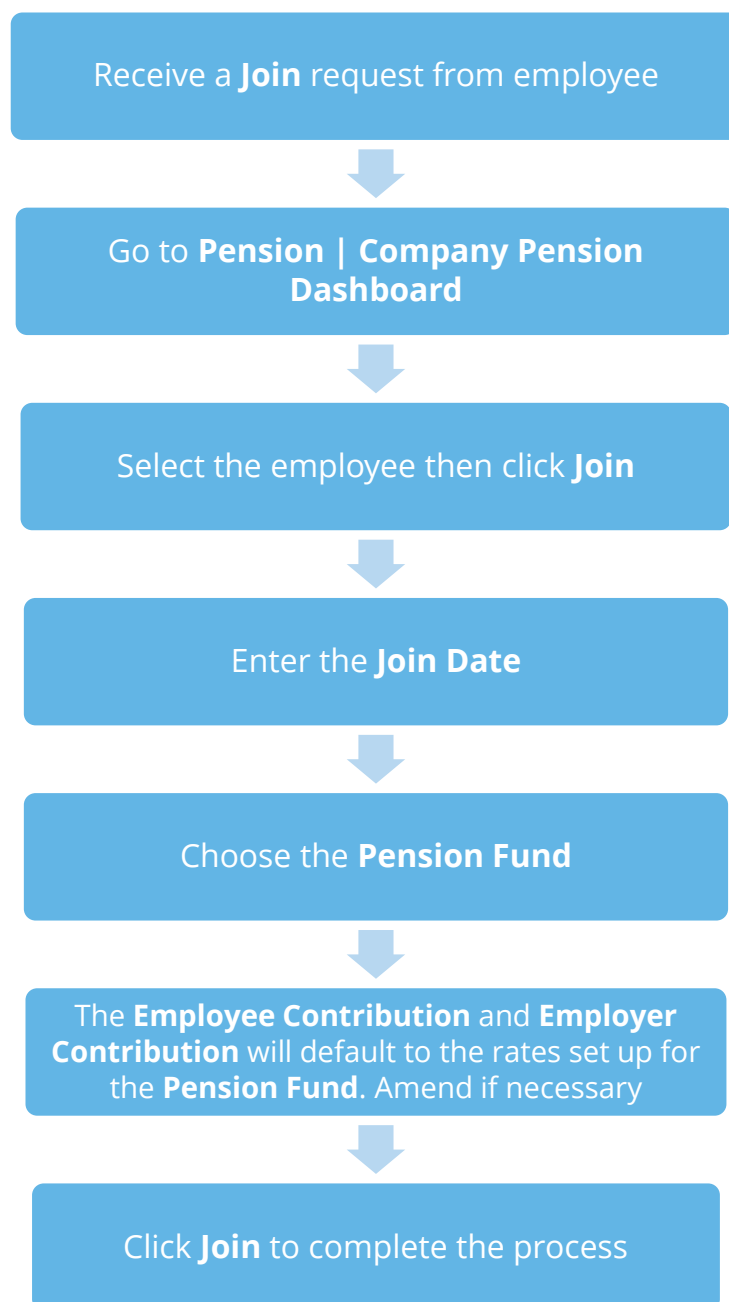 Receive a Join request from employee
Go to Pension | Company Pension
Dashboard
Select the employee then click Join
Enter the Join Date
Choose the Pension Fund
The Employee Contribution and Employer
Contribution will default to the rates set up for
the Pension Fund. Amend if necessary
Click Join to complete the process